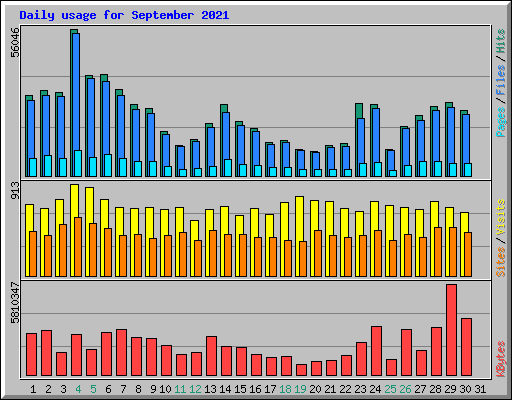 Daily usage for September 2021
56046
Pages / Files / Hits
913
Sites / Visits
5810347
KBytes
1 2 3 4 5 6 7 8 9 10 11 12 13 14 15 16 17 18 19 20 21 22 23 24 25 26 27 28 29 30 31